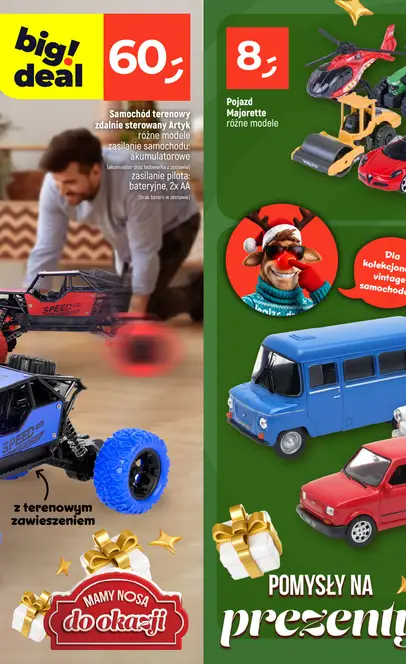 big!
deal
60,-
Samochód terenowy
zdalnie sterowany Artyk
różne modele
zasilanie samochodu:
akumulatorowe
(akumulator oraz ładowarka w zestawie)
zasilanie pilota:
bateryjne, 2x AA
(brak baterii w zestawie)
SPEED
SPEED
z terenowym
zawieszeniem
MAMY NOSA
do okazji
8,-
Pojazd
Majorette
różne modele
Dla
kolekcjone
vintage
samochodó
POMYSŁY NA
prezenty